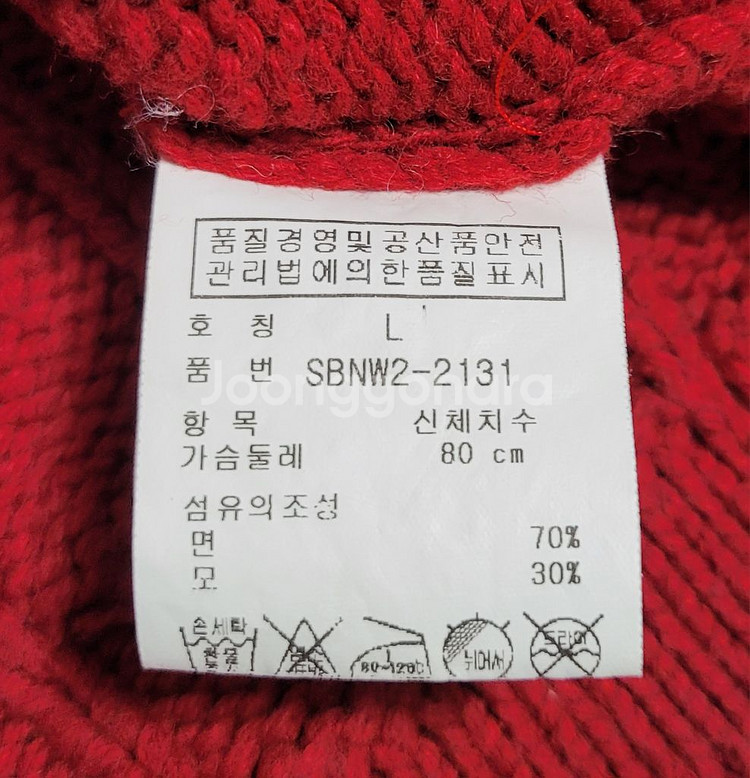 품질경영및공산품안전
관리법에의한품질표시
호 칭 L
품 번 SBNW2-2131
Joonggonara
항 목 신체치수
가슴둘레 80 cm
섬유의조성
면 70%
모 30%
손세탁
80~120℃
뉘어서
드라이